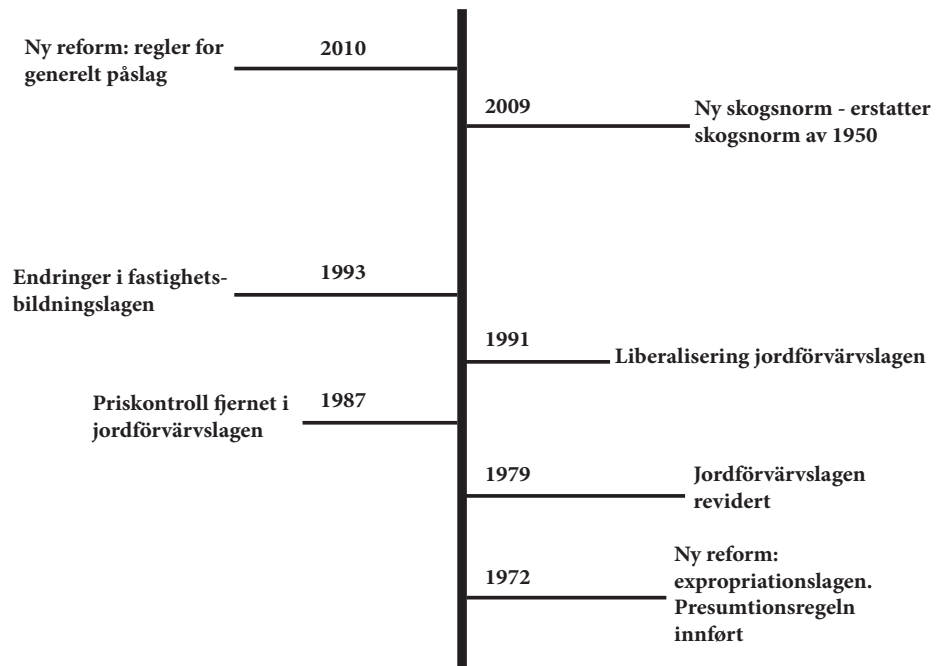 Ny reform: regler for
generelt påslag
2010
2009
Ny skogsnorm - erstatter
skogsnorm av 1950
Endringer i fastighets-
bildningslagen
1993
1991
Liberalisering jordförvärvslagen
Priskontroll fjernet i
jordförvärvslagen
1987
1979
Jordförvärvslagen
revidert
1972
Ny reform:
expropriationslagen.
Presumtionsregeln
innført